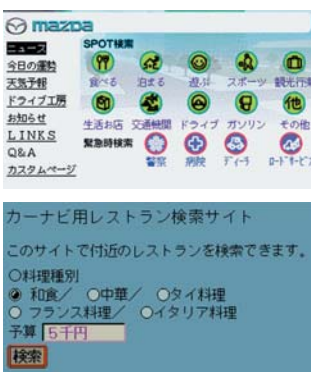 mazDa
ニュース
今日の運勢
天気予報
ドライブ工房
お知らせ
LINKS
Q&A
カスタムページ
SPOT検索
食べる 泊まる 遊ぶ スポーツ 観光行楽
生活お店 交通機関 ドライブ ガソリン その他
他
緊急時検索
警察 病院 ディーラ ロードサービス
カーナビ用レストラン検索サイト
このサイトで付近のレストランを検索できます。
○料理種別
◉ 和食／ ○中華／ ○タイ料理
○ フランス料理／ ○イタリア料理
予算 5千円
検索